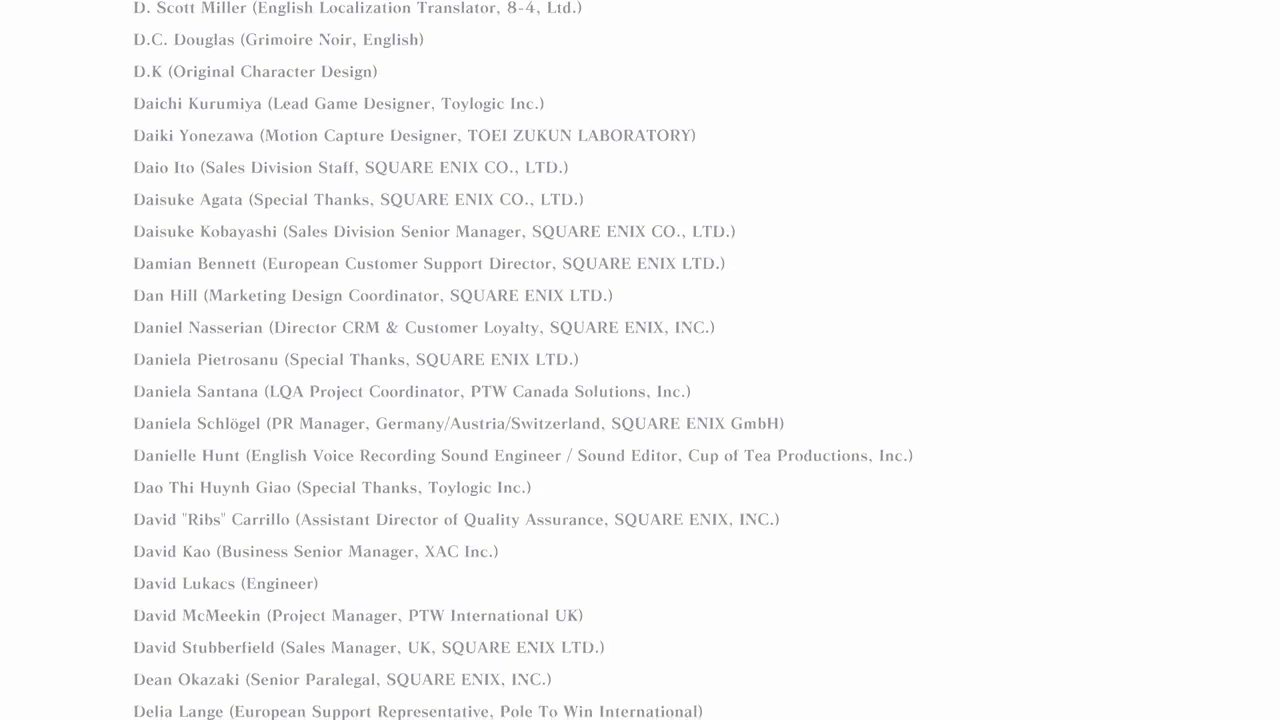 D. Scott Miller (English Localization Translator, 8-4, Ltd.)
D.C. Douglas (Grimoire Noir, English)
D.K (Original Character Design)
Daichi Kurumiya (Lead Game Designer, Toylogic Inc.)
Daiki Yonezawa (Motion Capture Designer, TOEI ZUKUN LABORATORY)
Daio Ito (Sales Division Staff, SQUARE ENIX CO., LTD.)
Daisuke Agata (Special Thanks, SQUARE ENIX CO., LTD.)
Daisuke Kobayashi (Sales Division Senior Manager, SQUARE ENIX CO., LTD.)
Damian Bennett (European Customer Support Director, SQUARE ENIX LTD.)
Dan Hill (Marketing Design Coordinator, SQUARE ENIX LTD.)
Daniel Nasserian (Director CRM & Customer Loyalty, SQUARE ENIX, INC.)
Daniela Pietrosanu (Special Thanks, SQUARE ENIX LTD.)
Daniela Santana (LQA Project Coordinator, PTW Canada Solutions, Inc.)
Daniela Schlögel (PR Manager, Germany/Austria/Switzerland, SQUARE ENIX GmbH)
Danielle Hunt (English Voice Recording Sound Engineer / Sound Editor, Cup of Tea Productions, Inc.)
Dao Thi Huynh Giao (Special Thanks, Toylogic Inc.)
David "Ribs" Carrillo (Assistant Director of Quality Assurance, SQUARE ENIX, INC.)
David Kao (Business Senior Manager, XAC Inc.)
David Lukacs (Engineer)
David McMeekin (Project Manager, PTW International UK)
David Stubberfield (Sales Manager, UK, SQUARE ENIX LTD.)
Dean Okazaki (Senior Paralegal, SQUARE ENIX, INC.)
Delia Lange (European Support Representative, Pole To Win International)